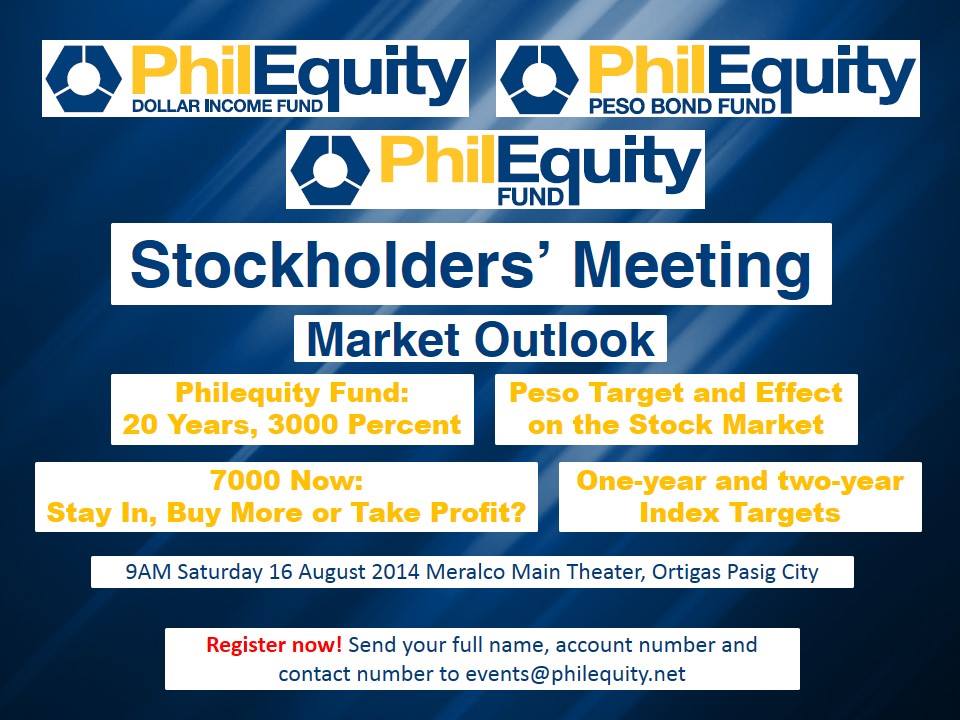 PhilEquity
DOLLAR INCOME FUND
PhilEquity
PESO BOND FUND
PhilEquity
FUND
Stockholders’ Meeting
Market Outlook
Philequity Fund:
20 Years, 3000 Percent
Peso Target and Effect
on the Stock Market
7000 Now:
Stay In, Buy More or Take Profit?
One-year and two-year
Index Targets
9AM Saturday 16 August 2014 Meralco Main Theater, Ortigas Pasig City
Register now! Send your full name, account number and
contact number to events@philequity.net